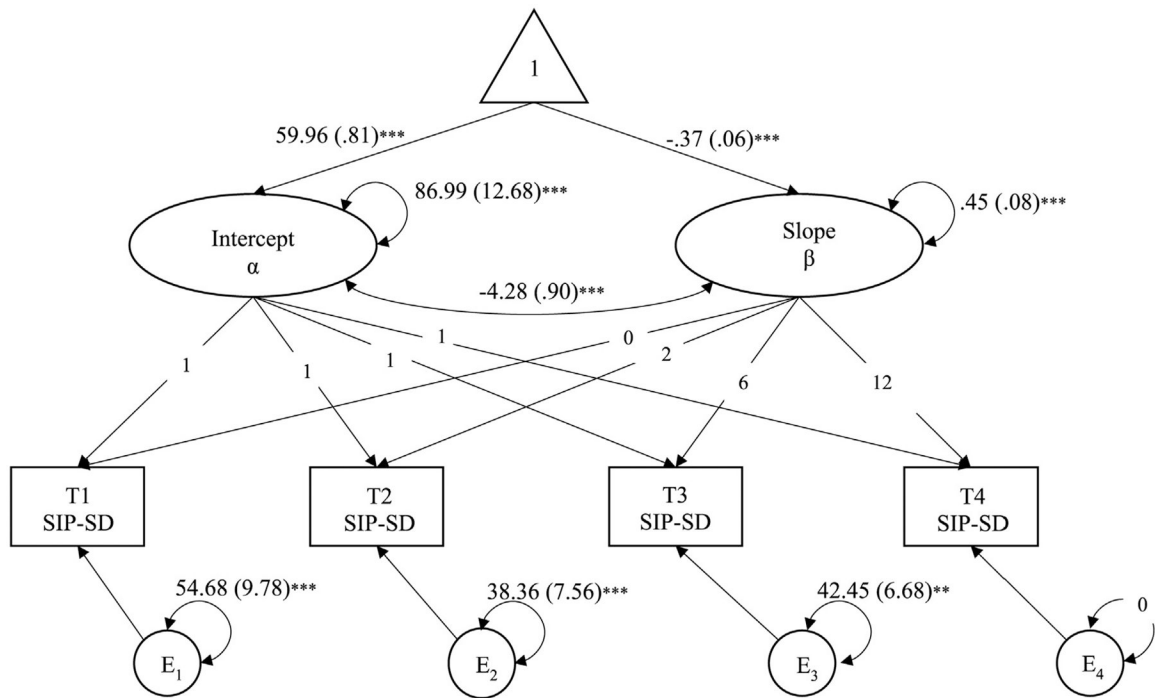 1
59.96 (.81)***
-.37 (.06)***
86.99 (12.68)***
.45 (.08)***
Intercept
α
Slope
β
-4.28 (.90)***
1
1
1
1
0
2
6
12
T1
SIP-SD
T2
SIP-SD
T3
SIP-SD
T4
SIP-SD
54.68 (9.78)***
38.36 (7.56)***
42.45 (6.68)**
0
E₁
E₂
E₃
E₄